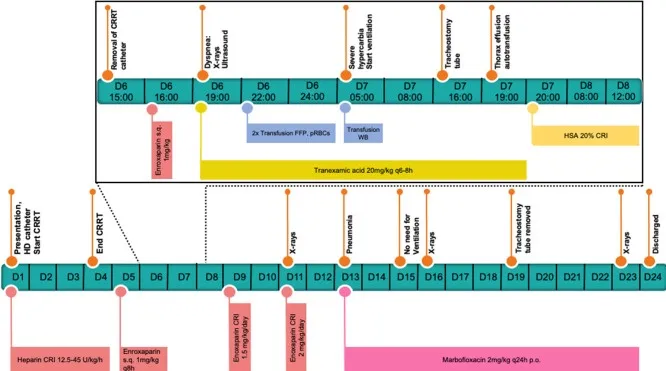 Removal of CRRT
catheter
Dyspnea:
X-rays
Ultrasound
Severe
hypercarbia
Start ventilation
Tracheostomy
tube
Thorax effusion
autotransfusion
D6 D6 D6 D6 D6 D7 D7 D7 D7 D7 D8 D8
15:00 16:00 19:00 22:00 24:00 05:00 08:00 16:00 19:00 20:00 08:00 12:00
Enroxaparin s.q.
1mg/kg
2x Transfusion FFP, pRBCs
Transfusion
WB
HSA 20% CRI
Tranexamic acid 20mg/kg q6-8h
Presentation,
HD catheter
Start CRRT
End CRRT
X-rays
Pneumonia
No need for
Ventilation
X-rays
Tracheostomy
tube removed
X-rays
Discharged
D1 D2 D3 D4 D5 D6 D7 D8 D9 D10 D11 D12 D13 D14 D15 D16 D17 D18 D19 D20 D21 D22 D23 D24
Heparin CRI 12.5-45 U/kg/h
Enroxaparin
s.q. 1mg/kg
q8h
Enoxaparin CRI
1.5 mg/kg/day
Enoxaparin CRI
2 mg/kg/day
Marbofloxacin 2mg/kg q24h p.o.